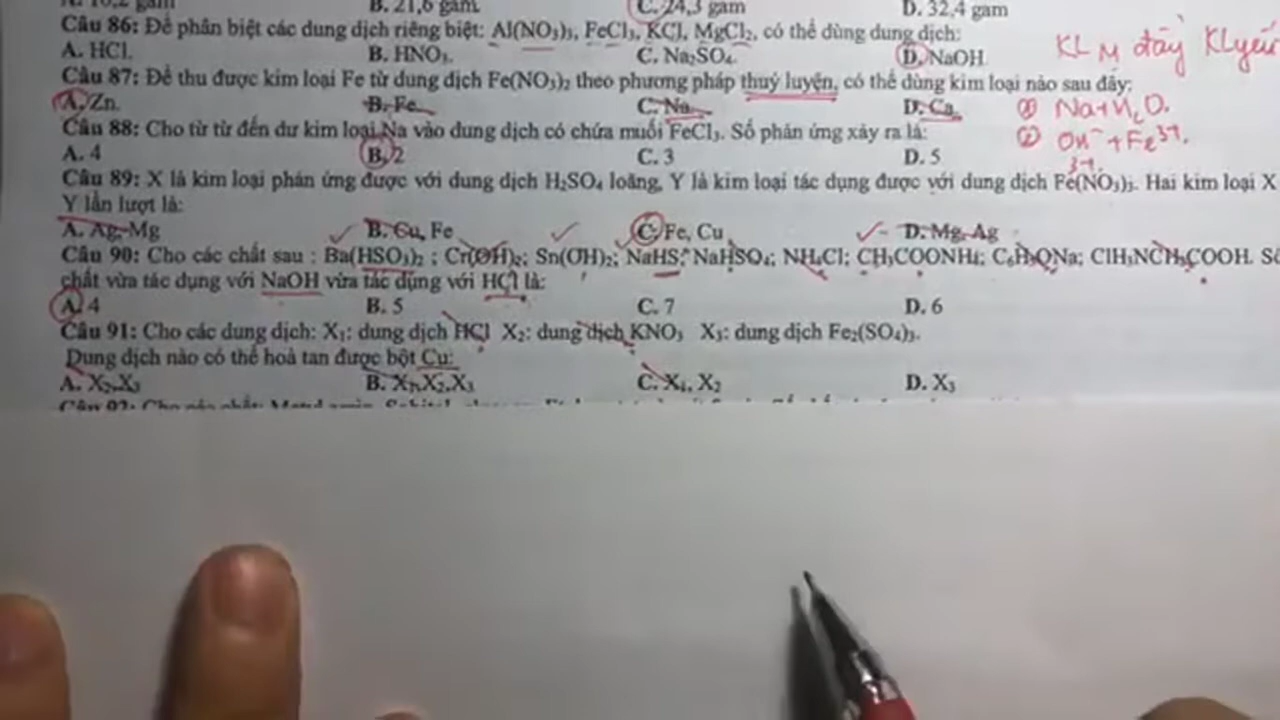 A. 16,2 gam B. 21,6 gam C. 24,3 gam D. 32,4 gam
Câu 86: Để phân biệt các dung dịch riêng biệt: Al(NO₃)₃, FeCl₃, KCl, MgCl₂, có thể dùng dung dịch:
A. HCl. B. HNO₃. C. Na₂SO₄. D. NaOH.
KL M đẩy KL yếu
Câu 87: Để thu được kim loại Fe từ dung dịch Fe(NO₃)₂ theo phương pháp thuỷ luyện, có thể dùng kim loại nào sau đây:
A. Zn. B. Fe. C. Na. D. Ca.
① Na + H₂O.
Câu 88: Cho từ từ đến dư kim loại Na vào dung dịch có chứa muối FeCl₃. Số phản ứng xảy ra là:
② OH⁻ + Fe³⁺.
A. 4 B. 2 C. 3 D. 5
3+
Câu 89: X là kim loại phản ứng được với dung dịch H₂SO₄ loãng, Y là kim loại tác dụng được với dung dịch Fe(NO₃)₃. Hai kim loại X
Y lần lượt là:
A. Ag, Mg B. Cu, Fe C. Fe, Cu D. Mg, Ag
Câu 90: Cho các chất sau : Ba(HSO₃)₂ ; Cr(OH)₂; Sn(OH)₂; NaHS; NaHSO₄; NH₄Cl; CH₃COONH₄; C₆H₅ONa; ClH₃NCH₂COOH. Số
chất vừa tác dụng với NaOH vừa tác dụng với HCl là:
A. 4 B. 5 C. 7 D. 6
Câu 91: Cho các dung dịch: X₁: dung dịch HCl X₂: dung dịch KNO₃ X₃: dung dịch Fe₂(SO₄)₃.
Dung dịch nào có thể hoà tan được bột Cu:
A. X₂,X₃ B. X₁,X₂,X₃ C. X₁, X₂ D. X₃
Câu 92: Cho các chất: